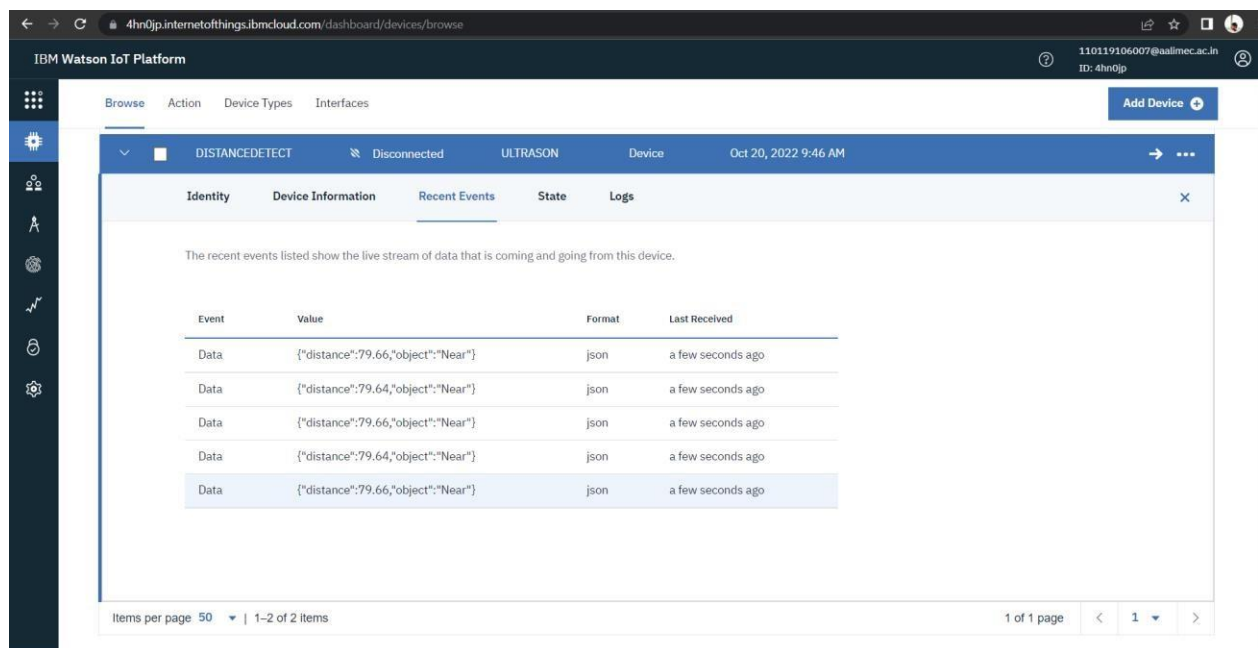 4hn0jp.internetofthings.ibmcloud.com/dashboard/devices/browse
IBM Watson IoT Platform
110119106007@aalimec.ac.in
ID: 4hn0jp
Browse Action Device Types Interfaces
Add Device
DISTANCEDETECT Disconnected ULTRASON Device Oct 20, 2022 9:46 AM
Identity Device Information Recent Events State Logs
The recent events listed show the live stream of data that is coming and going from this device.
Event Value Format Last Received
Data {"distance":79.66,"object":"Near"} json a few seconds ago
Data {"distance":79.64,"object":"Near"} json a few seconds ago
Data {"distance":79.66,"object":"Near"} json a few seconds ago
Data {"distance":79.64,"object":"Near"} json a few seconds ago
Data {"distance":79.66,"object":"Near"} json a few seconds ago
Items per page 50 | 1–2 of 2 items 1 of 1 page < 1 >